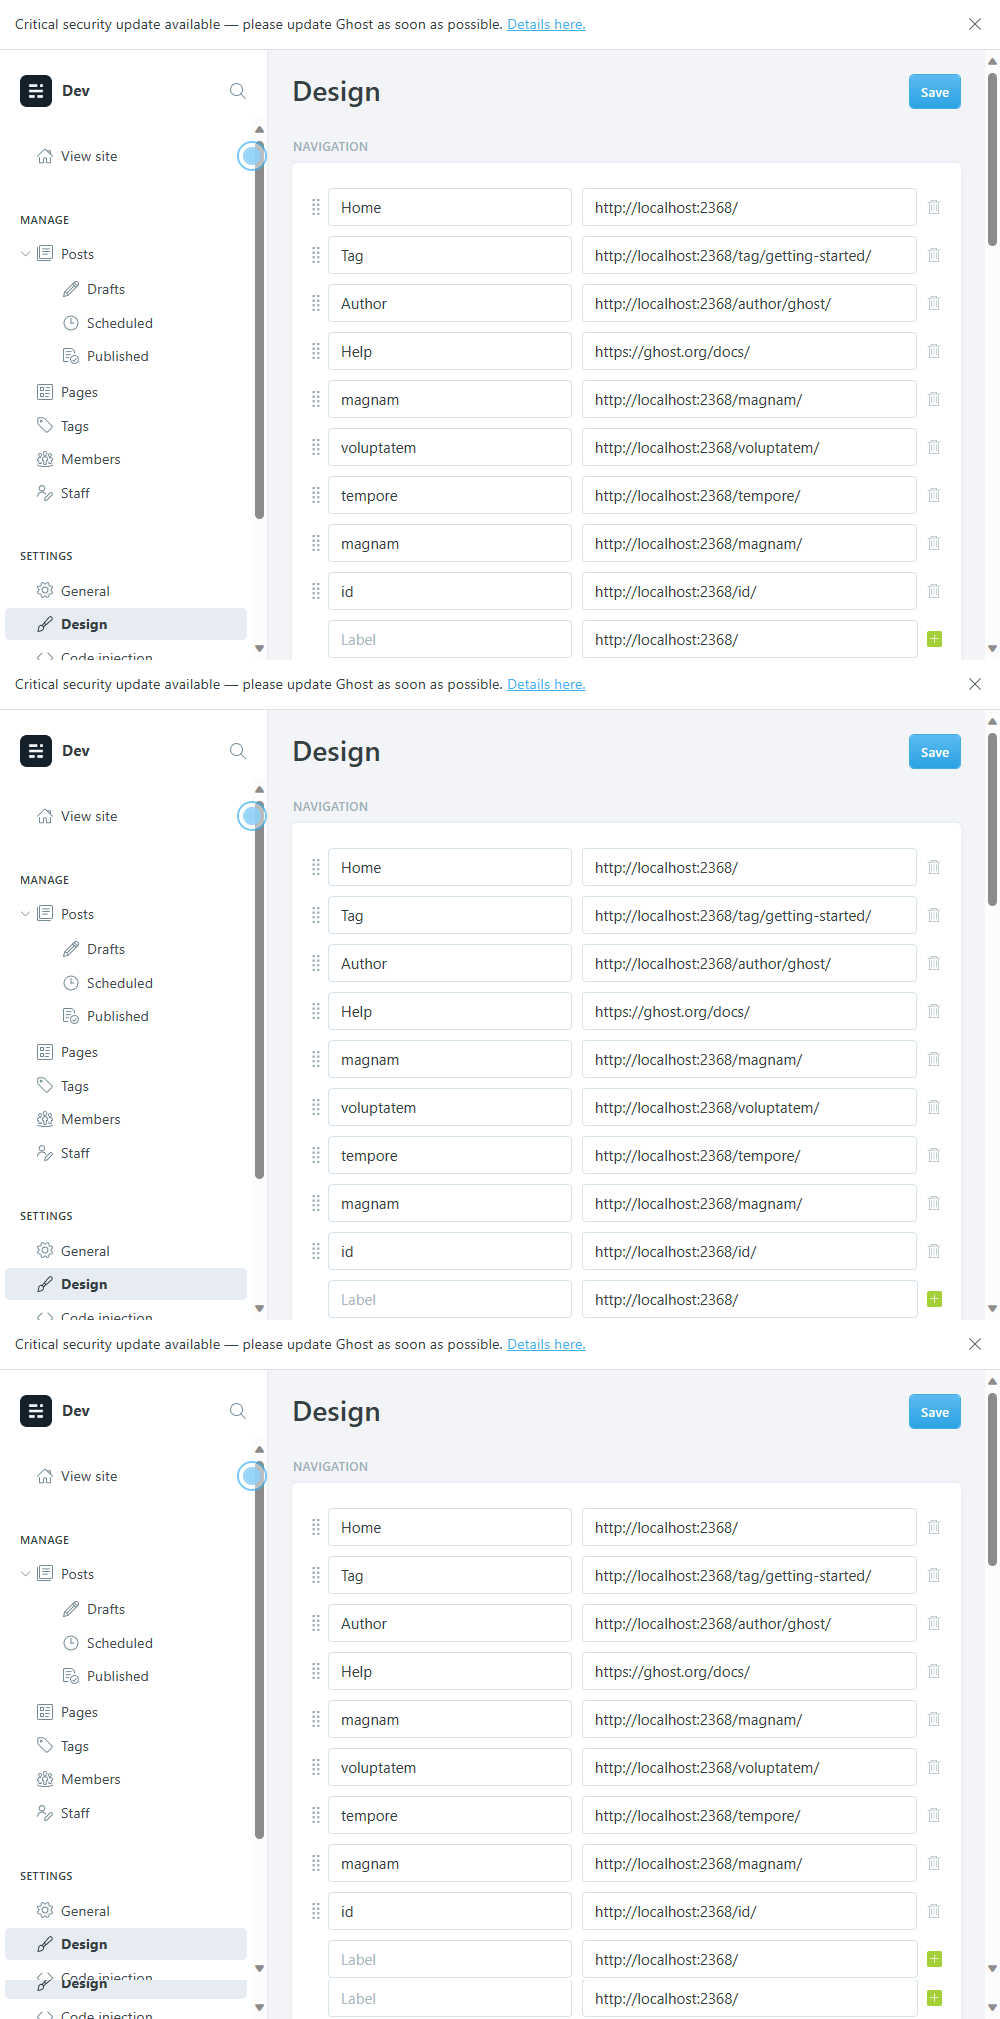 Critical security update available — please update Ghost as soon as possible. Details here.
Dev
Design
Save
View site
NAVIGATION
Home
http://localhost:2368/
MANAGE
Tag
http://localhost:2368/tag/getting-started/
Posts
Drafts
Author
http://localhost:2368/author/ghost/
Scheduled
Help
https://ghost.org/docs/
Published
Pages
magnam
http://localhost:2368/magnam/
Tags
voluptatem
http://localhost:2368/voluptatem/
Members
Staff
tempore
http://localhost:2368/tempore/
SETTINGS
magnam
http://localhost:2368/magnam/
General
id
http://localhost:2368/id/
Design
Label
http://localhost:2368/
Code injection
Critical security update available — please update Ghost as soon as possible. Details here.
Dev
Design
Save
View site
NAVIGATION
Home
http://localhost:2368/
MANAGE
Tag
http://localhost:2368/tag/getting-started/
Posts
Drafts
Author
http://localhost:2368/author/ghost/
Scheduled
Help
https://ghost.org/docs/
Published
Pages
magnam
http://localhost:2368/magnam/
Tags
voluptatem
http://localhost:2368/voluptatem/
Members
Staff
tempore
http://localhost:2368/tempore/
SETTINGS
magnam
http://localhost:2368/magnam/
General
id
http://localhost:2368/id/
Design
Label
http://localhost:2368/
Code injection
Critical security update available — please update Ghost as soon as possible. Details here.
Dev
Design
Save
View site
NAVIGATION
Home
http://localhost:2368/
MANAGE
Tag
http://localhost:2368/tag/getting-started/
Posts
Drafts
Author
http://localhost:2368/author/ghost/
Scheduled
Help
https://ghost.org/docs/
Published
Pages
magnam
http://localhost:2368/magnam/
Tags
voluptatem
http://localhost:2368/voluptatem/
Members
Staff
tempore
http://localhost:2368/tempore/
SETTINGS
magnam
http://localhost:2368/magnam/
General
id
http://localhost:2368/id/
Design
Label
http://localhost:2368/
Code injection
Design
Label
http://localhost:2368/
Code injection